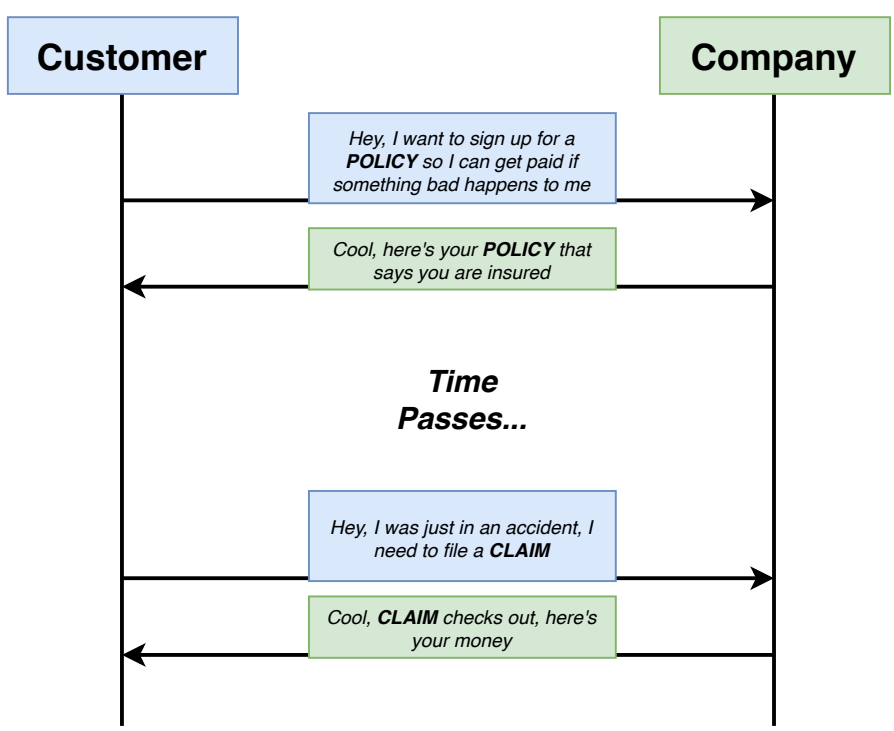 Customer
Company
Hey, I want to sign up for a
POLICY so I can get paid if
something bad happens to me
Cool, here's your POLICY that
says you are insured
Time
Passes...
Hey, I was just in an accident, I
need to file a CLAIM
Cool, CLAIM checks out, here's
your money